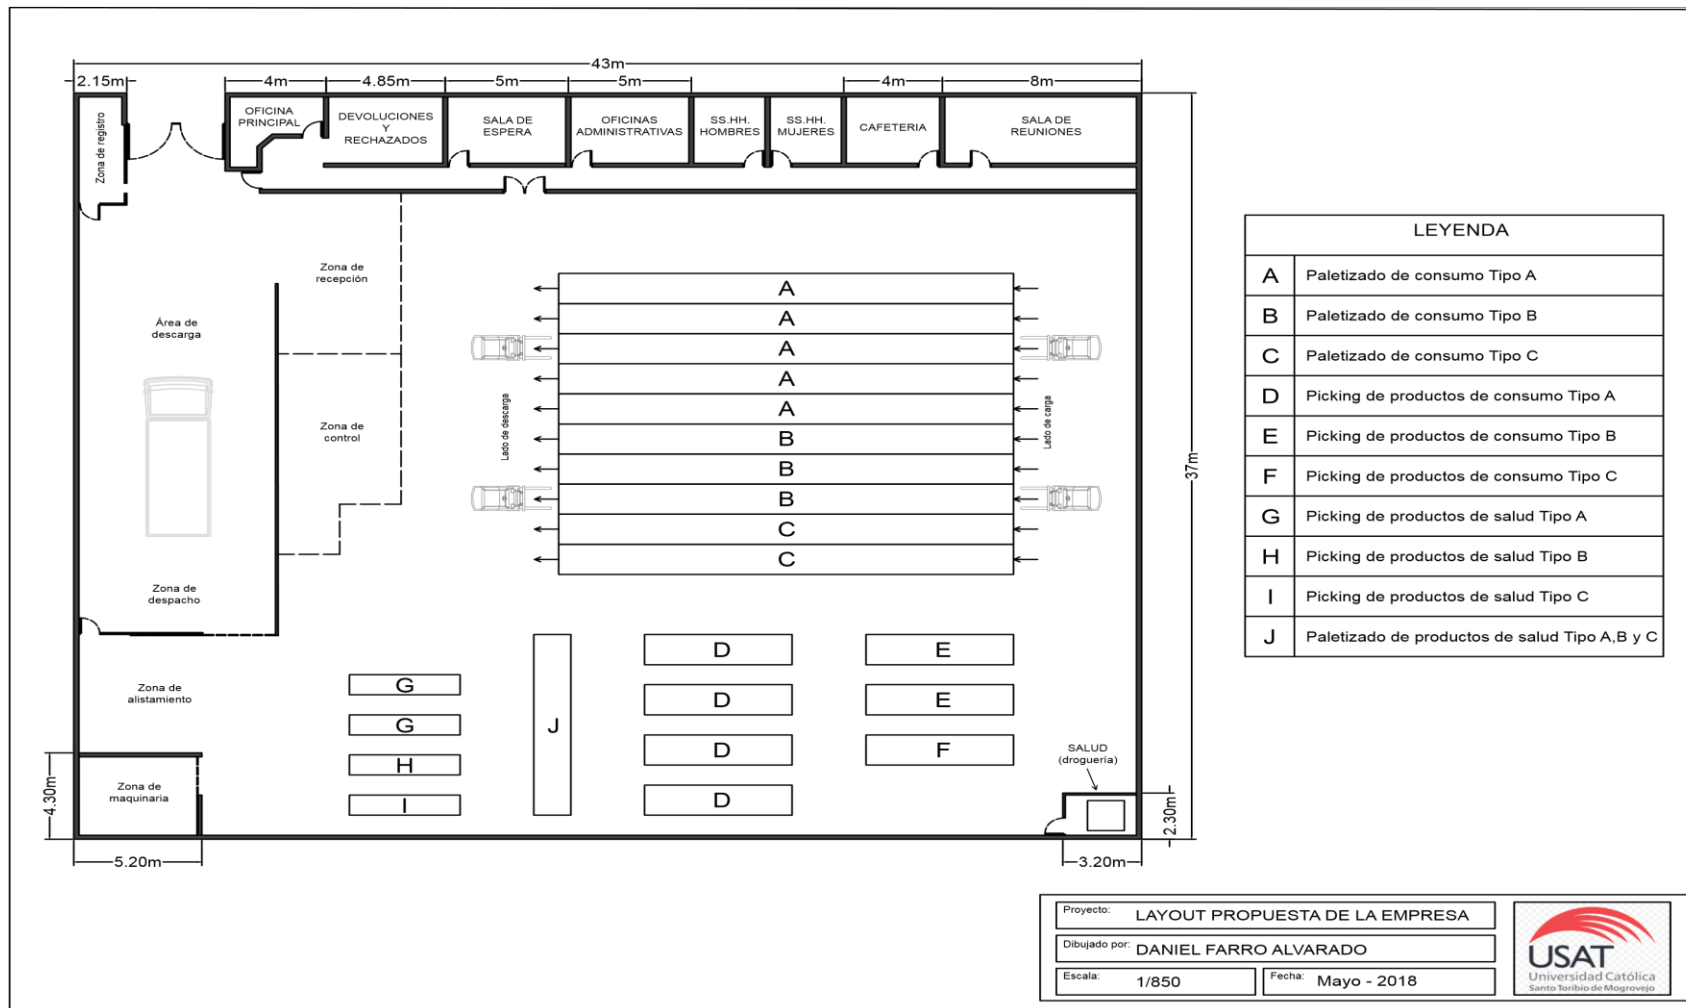 43m
2.15m
4m
4.85m
5m
5m
4m
8m
Zona de registro
OFICINA
PRINCIPAL
DEVOLUCIONES
Y
RECHAZADOS
SALA DE
ESPERA
OFICINAS
ADMINISTRATIVAS
SS.HH.
HOMBRES
SS.HH.
MUJERES
CAFETERIA
SALA DE
REUNIONES
Zona de
recepción
Área de
descarga
Zona de
control
Lado de descarga
A
A
A
A
A
B
B
B
C
C
Lado de carga
37m
Zona de
despacho
Zona de
alistamiento
Zona de
maquinaria
4.30m
5.20m
G
G
H
I
J
D
D
D
D
E
E
F
SALUD
(droguería)
2.30m
3.20m
LEYENDA
A Paletizado de consumo Tipo A
B Paletizado de consumo Tipo B
C Paletizado de consumo Tipo C
D Picking de productos de consumo Tipo A
E Picking de productos de consumo Tipo B
F Picking de productos de consumo Tipo C
G Picking de productos de salud Tipo A
H Picking de productos de salud Tipo B
I Picking de productos de salud Tipo C
J Paletizado de productos de salud Tipo A,B y C
Proyecto: LAYOUT PROPUESTA DE LA EMPRESA
Dibujado por: DANIEL FARRO ALVARADO
Escala: 1/850
Fecha: Mayo - 2018
USAT
Universidad Católica
Santo Toribio de Mogrovejo